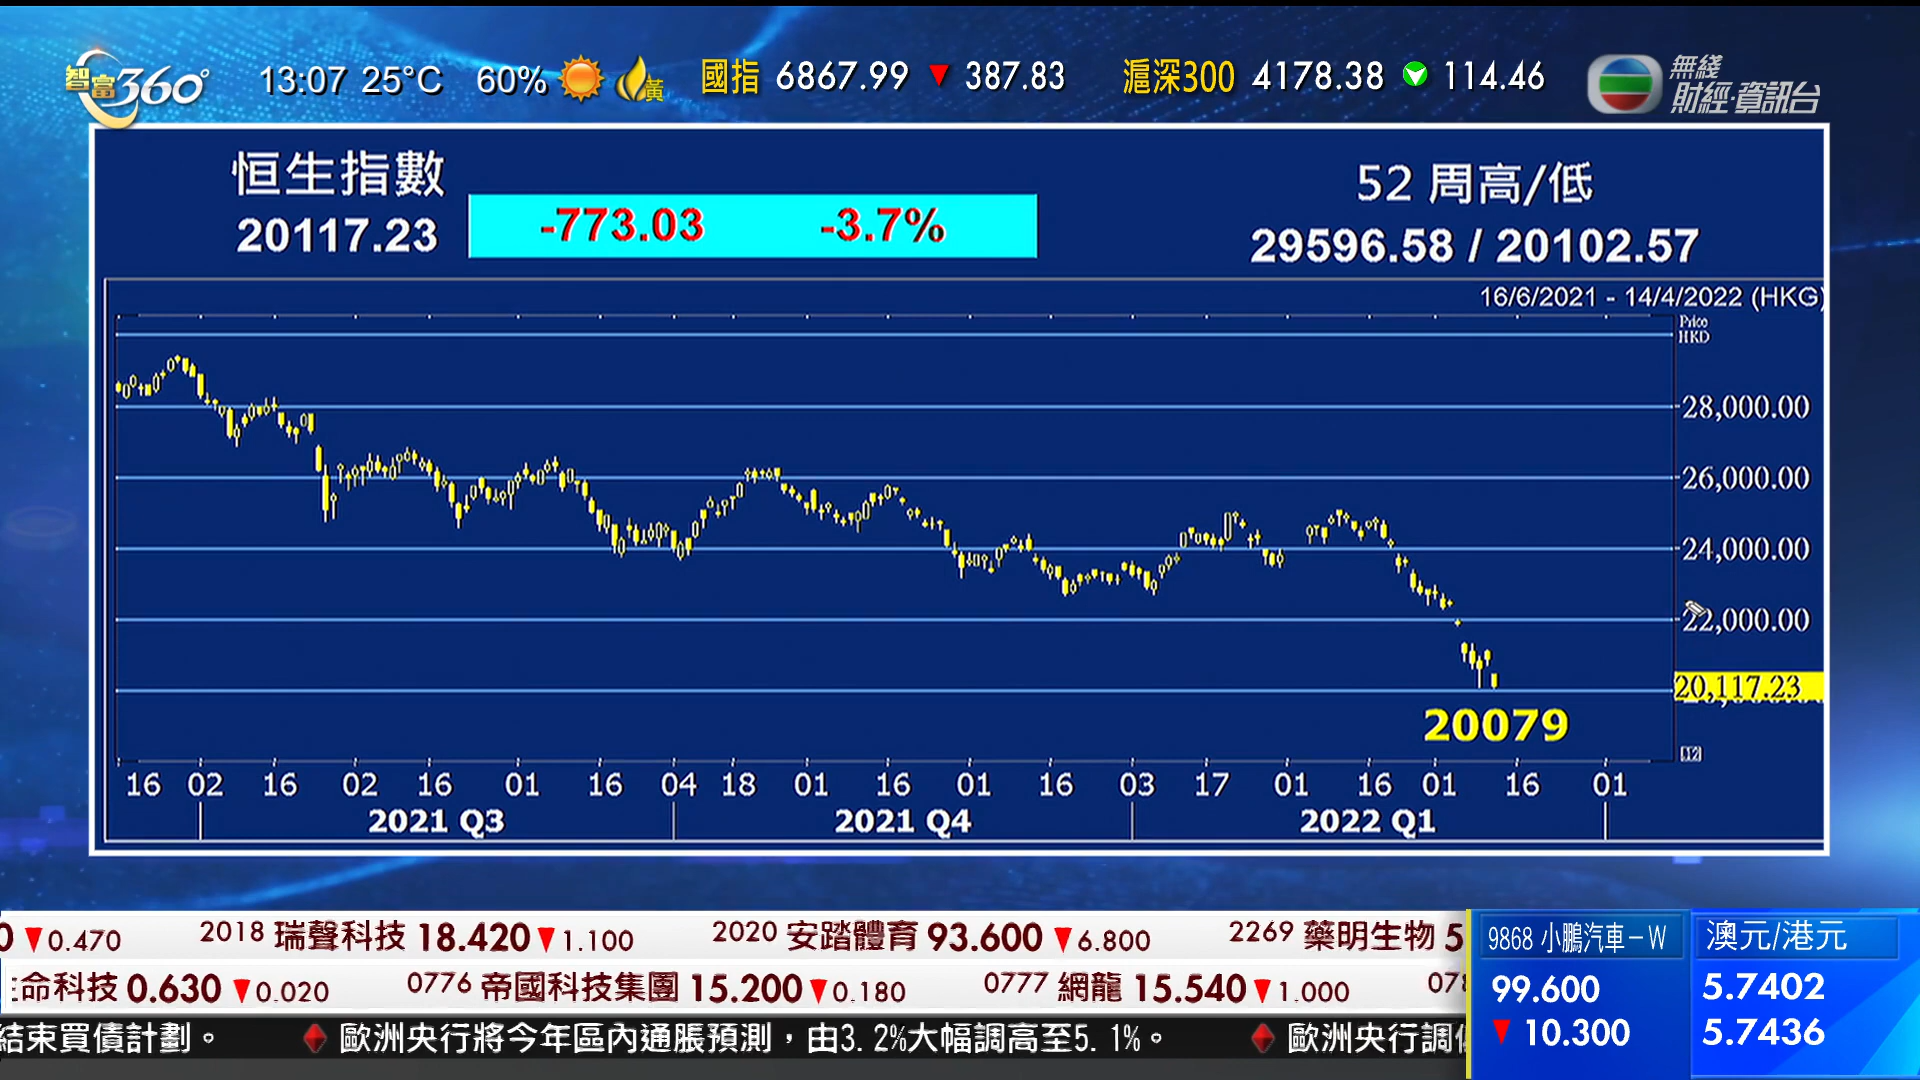 智富360°
13:07 25°C 60% 黃 國指 6867.99 ▼ 387.83 滬深300 4178.38 114.46
無綫
財經·資訊台
恒生指數
20117.23
-773.03 -3.7%
52 周高/低
29596.58 / 20102.57
16/6/2021 - 14/4/2022 (HKG)
Price
HKD
28,000.00
26,000.00
24,000.00
22,000.00
20,117.23
20079
16 02 16 02 16 01 16 04 18 01 16 01 16 03 17 01 16 01 16 01
2021 Q3 2021 Q4 2022 Q1
0 ▼0.470 2018 瑞聲科技 18.420 ▼1.100 2020 安踏體育 93.600 ▼6.800 2269 藥明生物 5
命科技 0.630 ▼0.020 0776 帝國科技集團 15.200 ▼0.180 0777 網龍 15.540 ▼1.000 078
結束買債計劃。 ♦ 歐洲央行將今年區內通脹預測，由3.2%大幅調高至5.1%。 ♦ 歐洲央行調
9868 小鵬汽車－W
99.600
▼ 10.300
澳元/港元
5.7402
5.7436